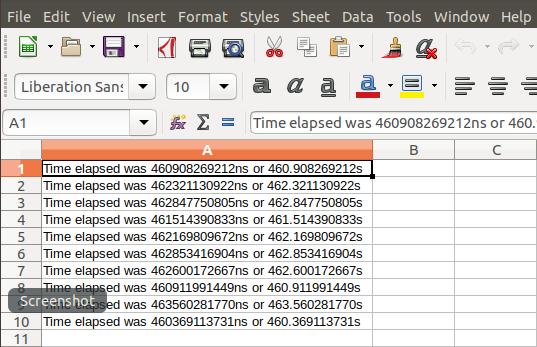 File Edit View Insert Format Styles Sheet Data Tools Window Help
Liberation Sans 10 a a a a
A1 fx Σ = Time elapsed was 460908269212ns or 460.
A B C
1 Time elapsed was 460908269212ns or 460.908269212s
2 Time elapsed was 462321130922ns or 462.321130922s
3 Time elapsed was 462847750805ns or 462.847750805s
4 Time elapsed was 461514390833ns or 461.514390833s
5 Time elapsed was 462169809672ns or 462.169809672s
6 Time elapsed was 462853416904ns or 462.853416904s
7 Time elapsed was 462600172667ns or 462.600172667s
8 Time elapsed was 460911991449ns or 460.911991449s
Screenshot
9 Time elapsed was 463560281770ns or 463.560281770s
10 Time elapsed was 460369113731ns or 460.369113731s
11